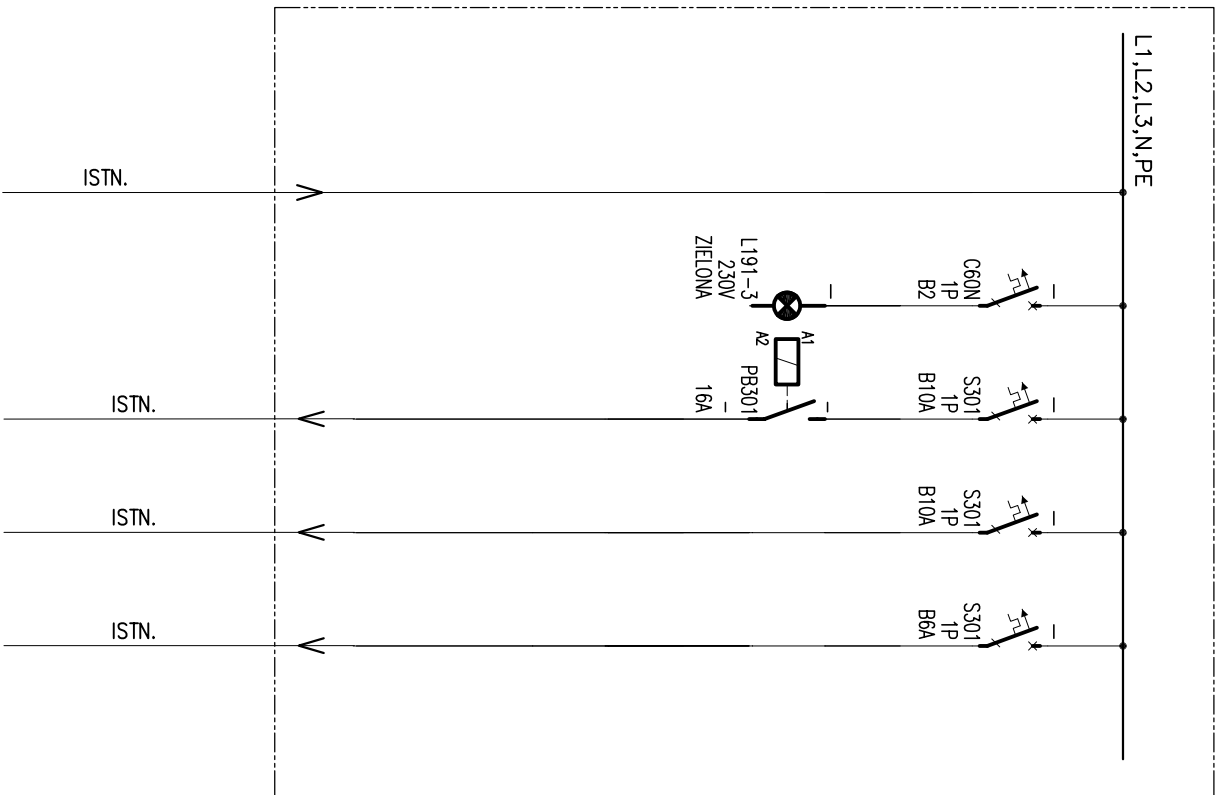 L1,L2,L3,N,PE
ISTN.
C60N
1P
B2
L191-3
230V
ZIELONA
A1
A2
S301
1P
B10A
PB301
16A
ISTN.
S301
1P
B10A
ISTN.
S301
1P
B6A
ISTN.